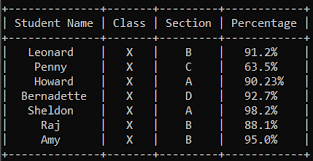 Student Name | Class | Section | Percentage
Leonard | X | B | 91.2%
Penny | X | C | 63.5%
Howard | X | A | 90.23%
Bernadette | X | D | 92.7%
Sheldon | X | A | 98.2%
Raj | X | B | 88.1%
Amy | X | B | 95.0%